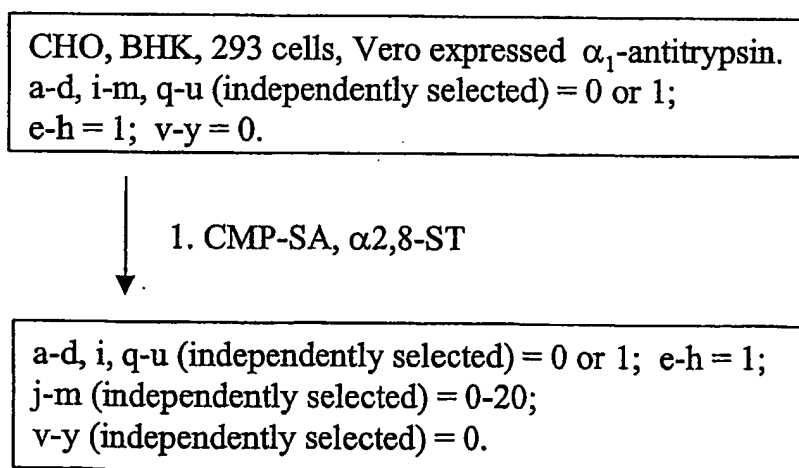 CHO, BHK, 293 cells, Vero expressed α₁-antitrypsin.
a-d, i-m, q-u (independently selected) = 0 or 1;
e-h = 1; v-y = 0.
1. CMP-SA, α2,8-ST
a-d, i, q-u (independently selected) = 0 or 1; e-h = 1;
j-m (independently selected) = 0-20;
v-y (independently selected) = 0.